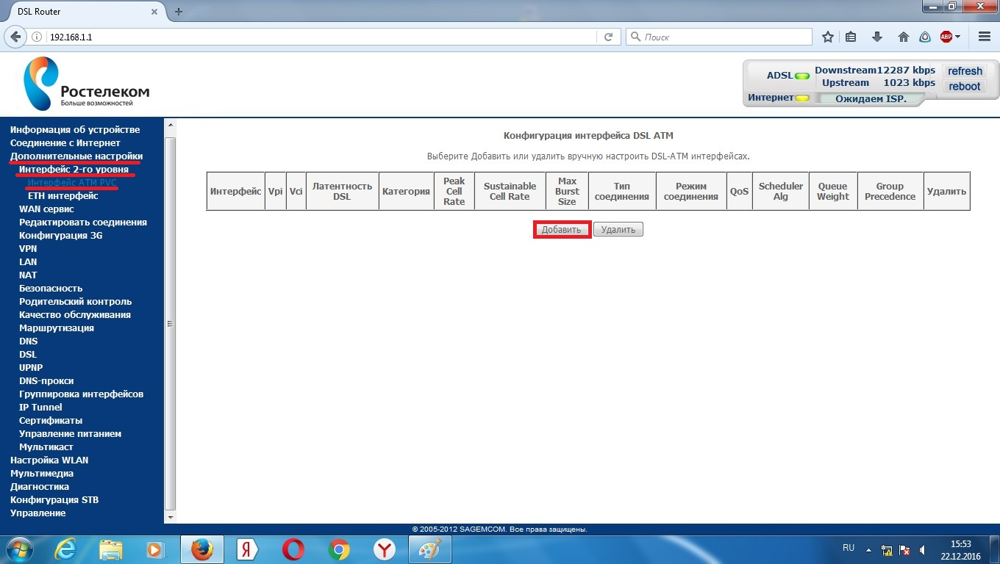 DSL Router
192.168.1.1
Поиск
ABP
Ростелеком
Больше возможностей
ADSL
Downstream 12287 kbps
Upstream 1023 kbps
refresh
reboot
Интернет
Ожидаем ISP.
Информация об устройстве
Соединение с Интернет
Дополнительные настройки
Интерфейс 2-го уровня
Интерфейс ATM PVC
ETH интерфейс
WAN сервис
Редактировать соединения
Конфигурация 3G
VPN
LAN
NAT
Безопасность
Родительский контроль
Качество обслуживания
Маршрутизация
DNS
DSL
UPNP
DNS-прокси
Группировка интерфейсов
IP Tunnel
Сертификаты
Управление питанием
Мультикаст
Настройка WLAN
Мультимедиа
Диагностика
Конфигурация STB
Управление
Конфигурация интерфейса DSL ATM
Выберите Добавить или удалить вручную настроить DSL-ATM интерфейсах.
Интерфейс Vpi Vci Латентность DSL Категория Peak Cell Rate Sustainable Cell Rate Max Burst Size Тип соединения Режим соединения QoS Scheduler Alg Queue Weight Group Precedence Удалить
Добавить Удалить
© 2005-2012 SAGEMCOM. Все права защищены.
RU
15:53
22.12.2016